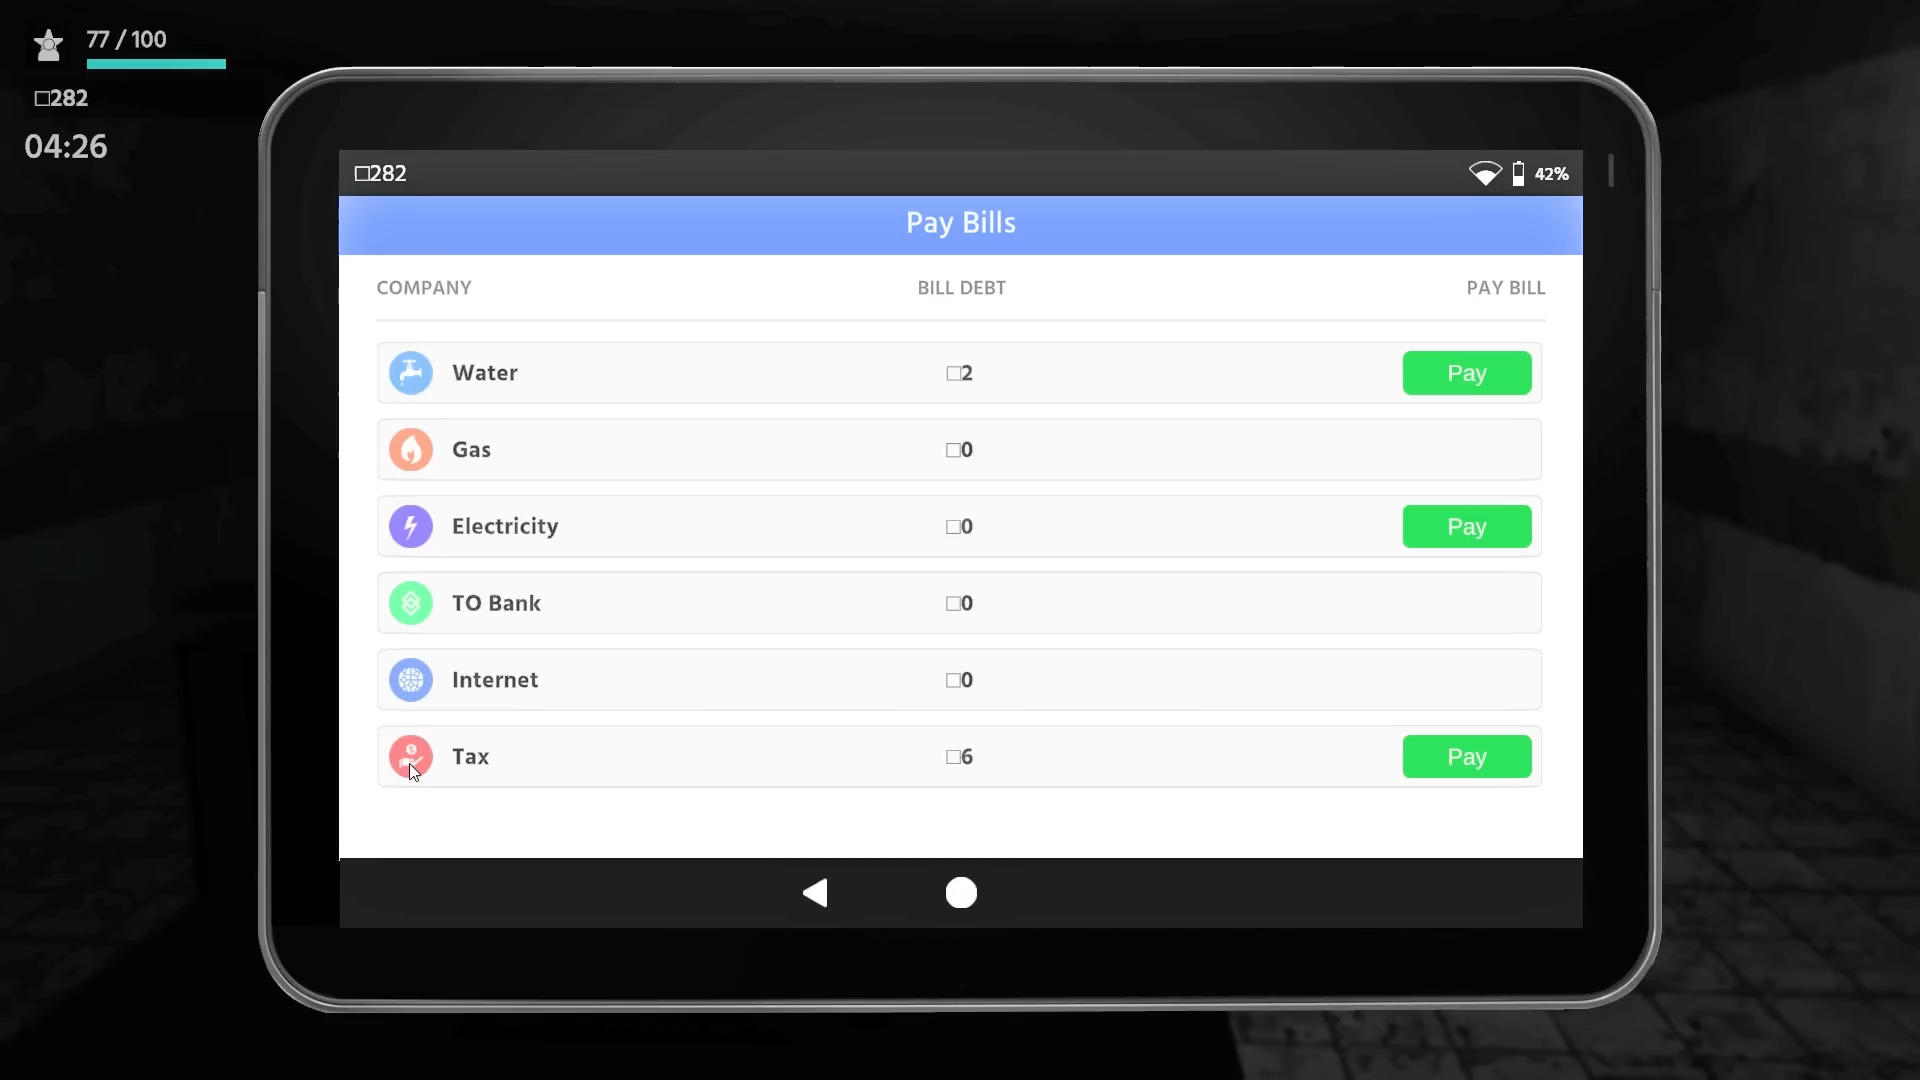 77 / 100
□282
04:26
□282
42%
Pay Bills
COMPANY BILL DEBT PAY BILL
Water □2 Pay
Gas □0
Electricity □0 Pay
TO Bank □0
Internet □0
Tax □6 Pay